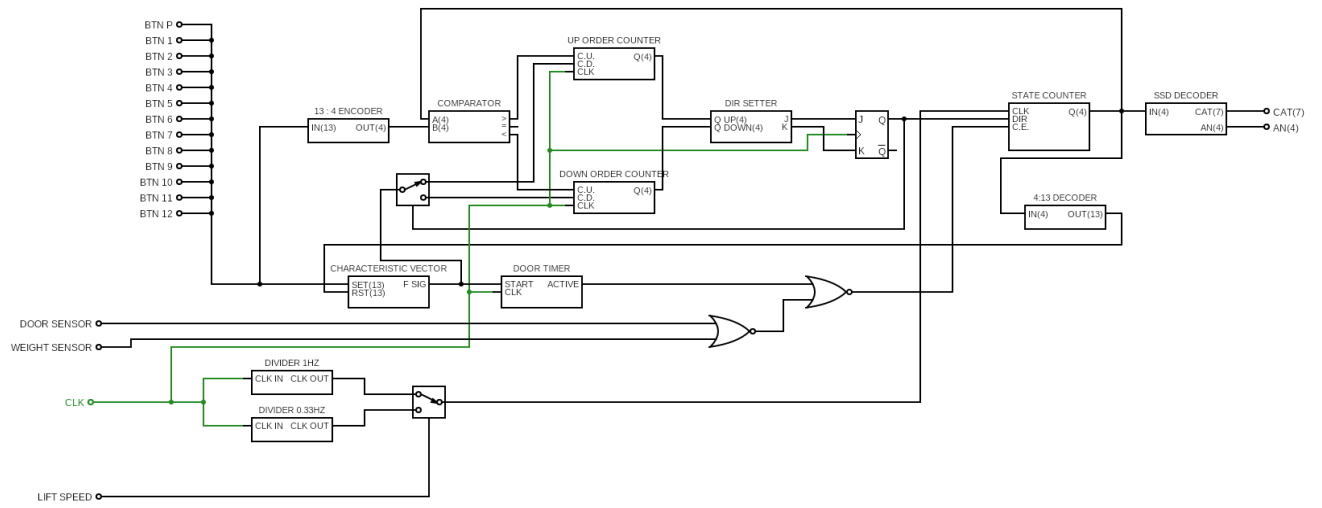 BTN P
BTN 1
BTN 2
BTN 3
BTN 4
BTN 5
BTN 6
BTN 7
BTN 8
BTN 9
BTN 10
BTN 11
BTN 12
13 : 4 ENCODER
IN(13) OUT(4)
COMPARATOR
A(4) >
B(4) =
<
UP ORDER COUNTER
C.U. Q(4)
C.D.
CLK
DIR SETTER
Q UP(4) J
Q DOWN(4) K
J Q
K Q
STATE COUNTER
CLK Q(4)
DIR
C.E.
SSD DECODER
IN(4) CAT(7)
AN(4)
CAT(7)
AN(4)
DOWN ORDER COUNTER
C.U. Q(4)
C.D.
CLK
4:13 DECODER
IN(4) OUT(13)
CHARACTERISTIC VECTOR
SET(13) F SIG
RST(13)
DOOR TIMER
START ACTIVE
CLK
DOOR SENSOR
WEIGHT SENSOR
CLK
DIVIDER 1HZ
CLK IN CLK OUT
DIVIDER 0.33HZ
CLK IN CLK OUT
LIFT SPEED